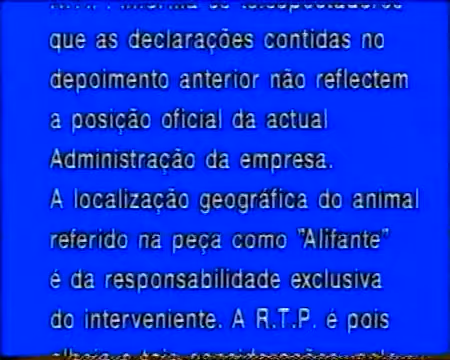 que as declarações contidas no
depoimento anterior não reflectem
a posição oficial da actual
Administração da empresa.
A localização geográfica do animal
referido na peça como "Alifante"
é da responsabilidade exclusiva
do interveniente. A R.T.P. é pois